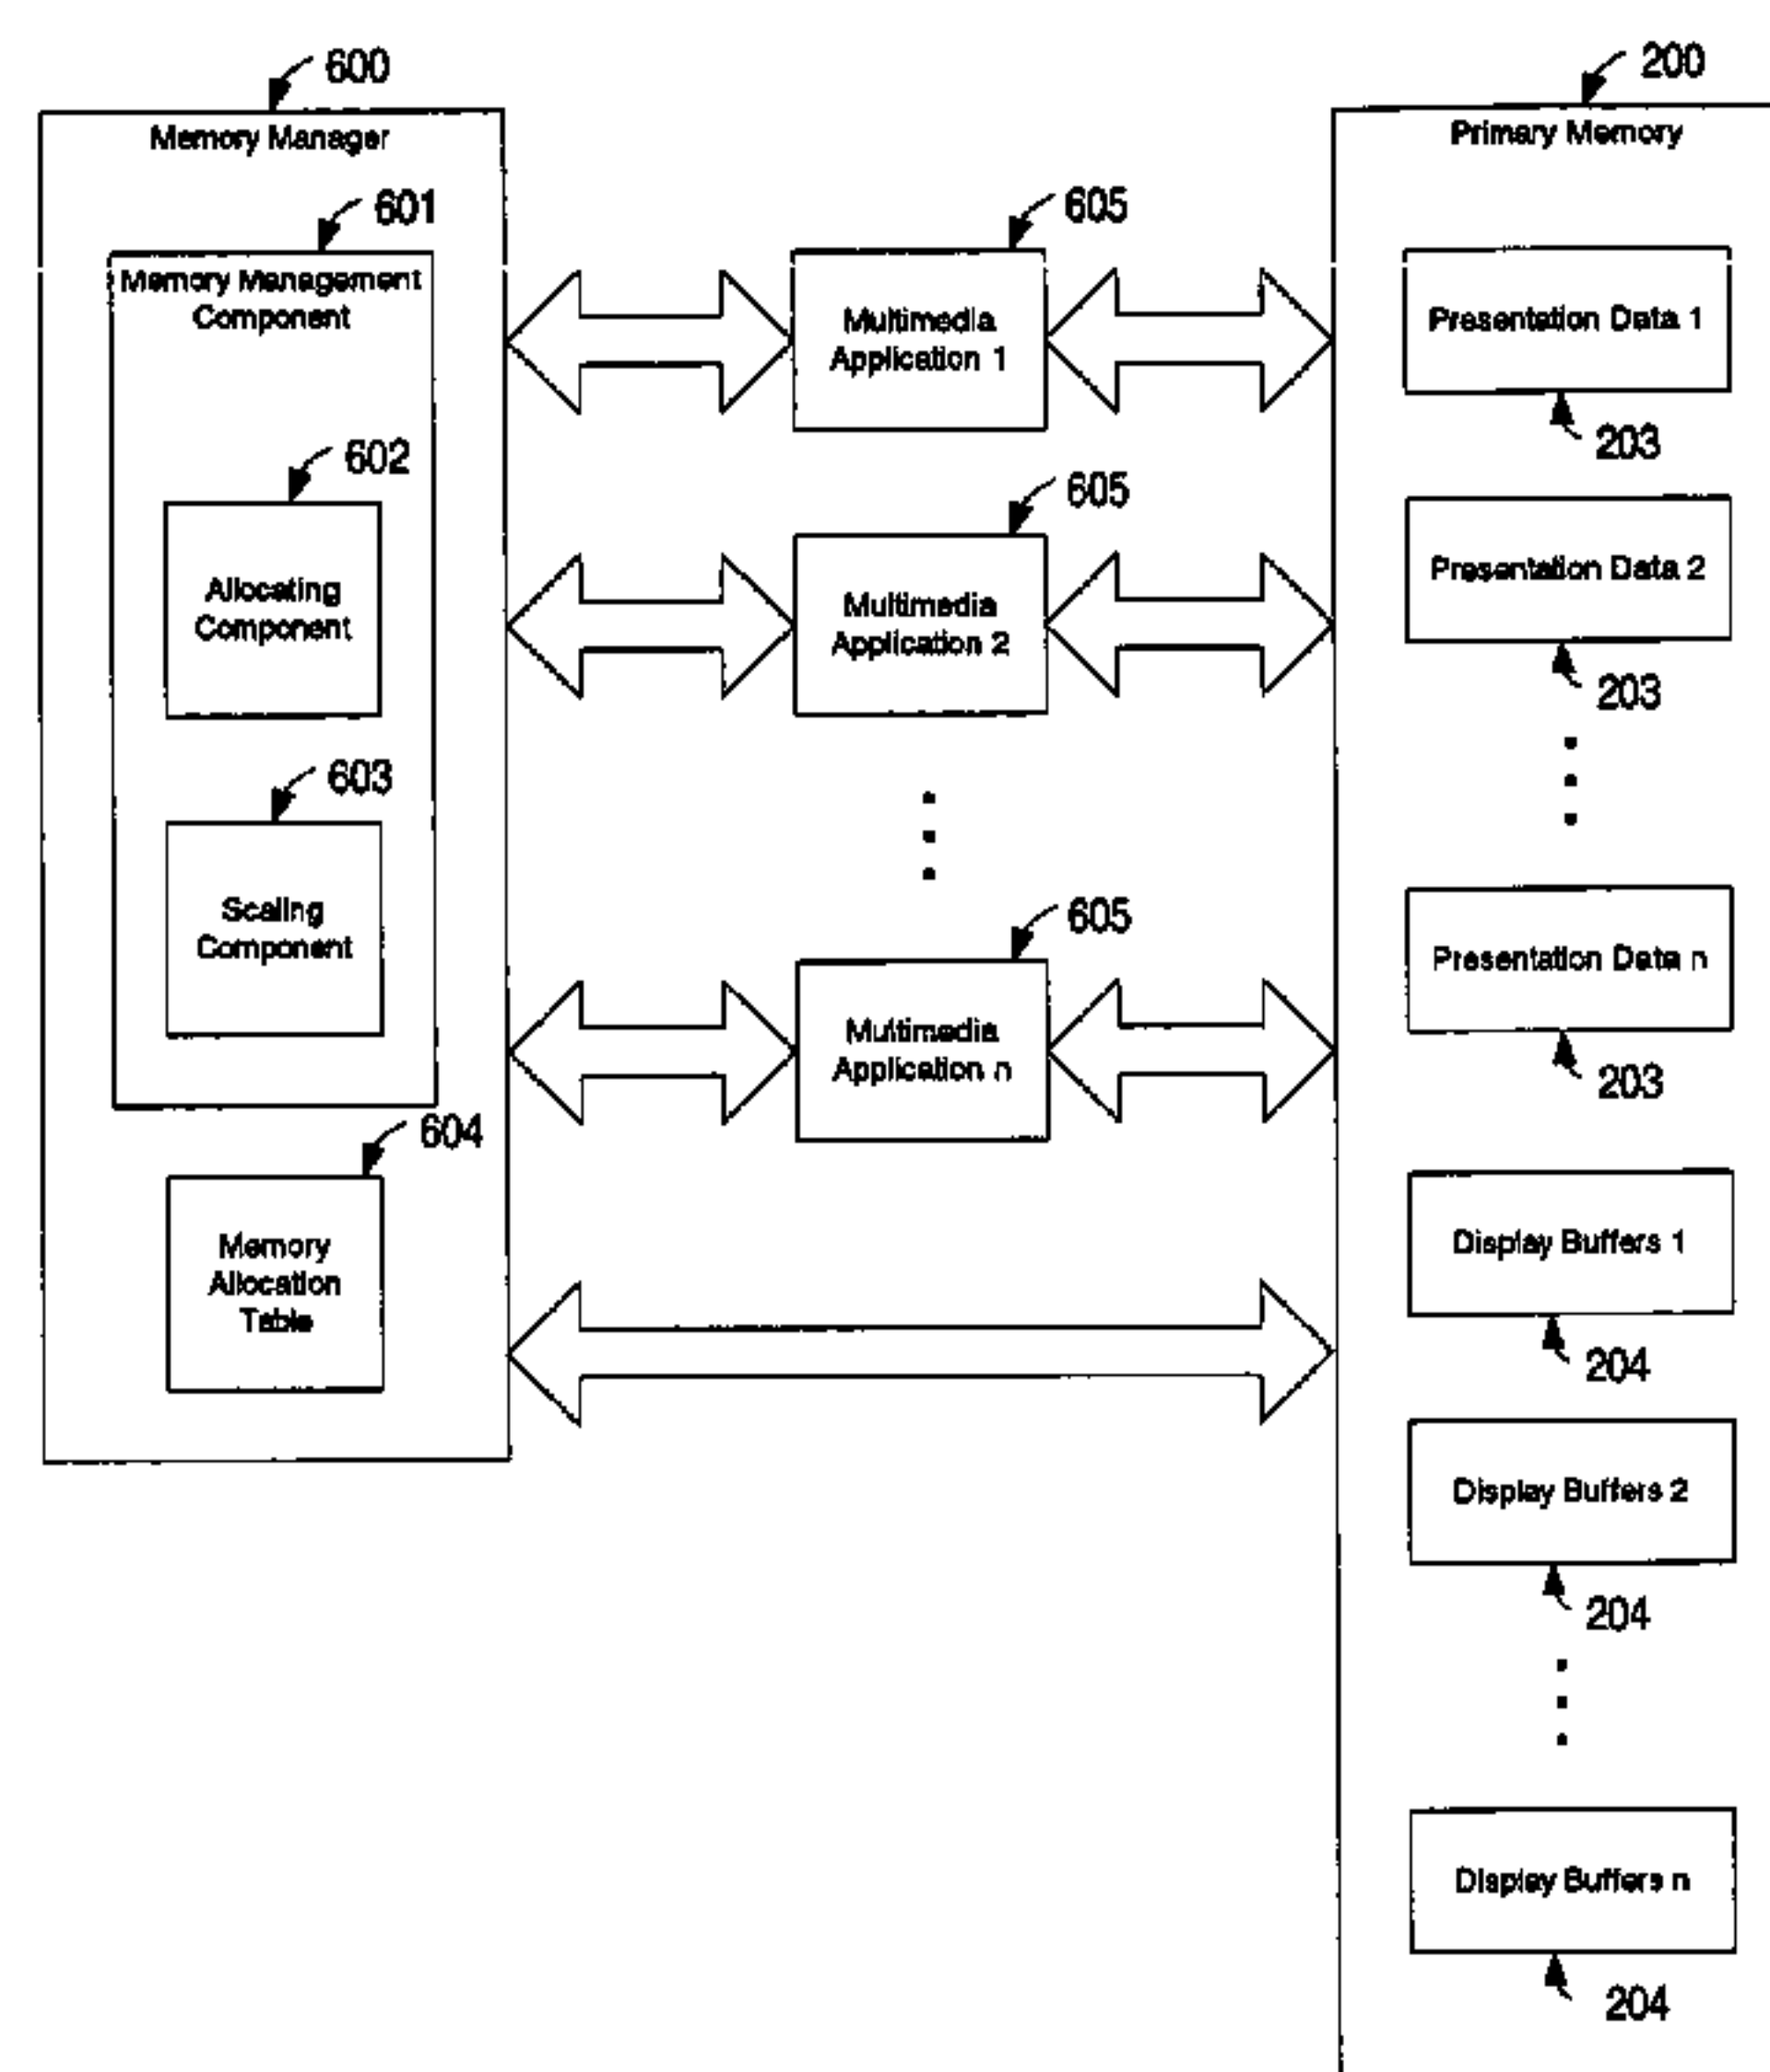 600
Memory Manager
601
Memory Management
Component
602
Allocating
Component
603
Scaling
Component
604
Memory
Allocation
Table
605
Multimedia
Application 1
605
Multimedia
Application 2
605
Multimedia
Application n
200
Primary Memory
Presentation Data 1
203
Presentation Data 2
203
Presentation Data n
203
Display Buffers 1
204
Display Buffers 2
204
Display Buffers n
204